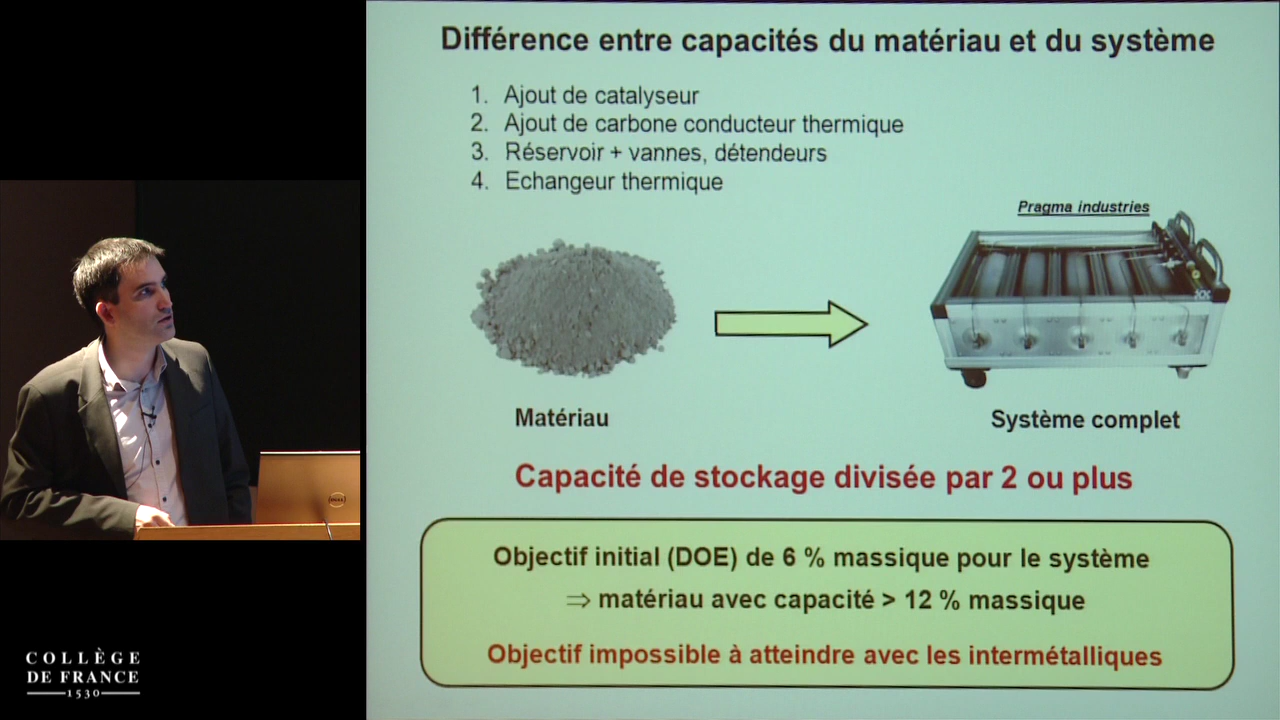 Différence entre capacités du matériau et du système
1. Ajout de catalyseur
2. Ajout de carbone conducteur thermique
3. Réservoir + vannes, détendeurs
4. Echangeur thermique
Pragma industries
Matériau
Système complet
Capacité de stockage divisée par 2 ou plus
Objectif initial (DOE) de 6 % massique pour le système
⇒ matériau avec capacité > 12 % massique
Objectif impossible à atteindre avec les intermétalliques
DELL
COLLÈGE
DE FRANCE
1530